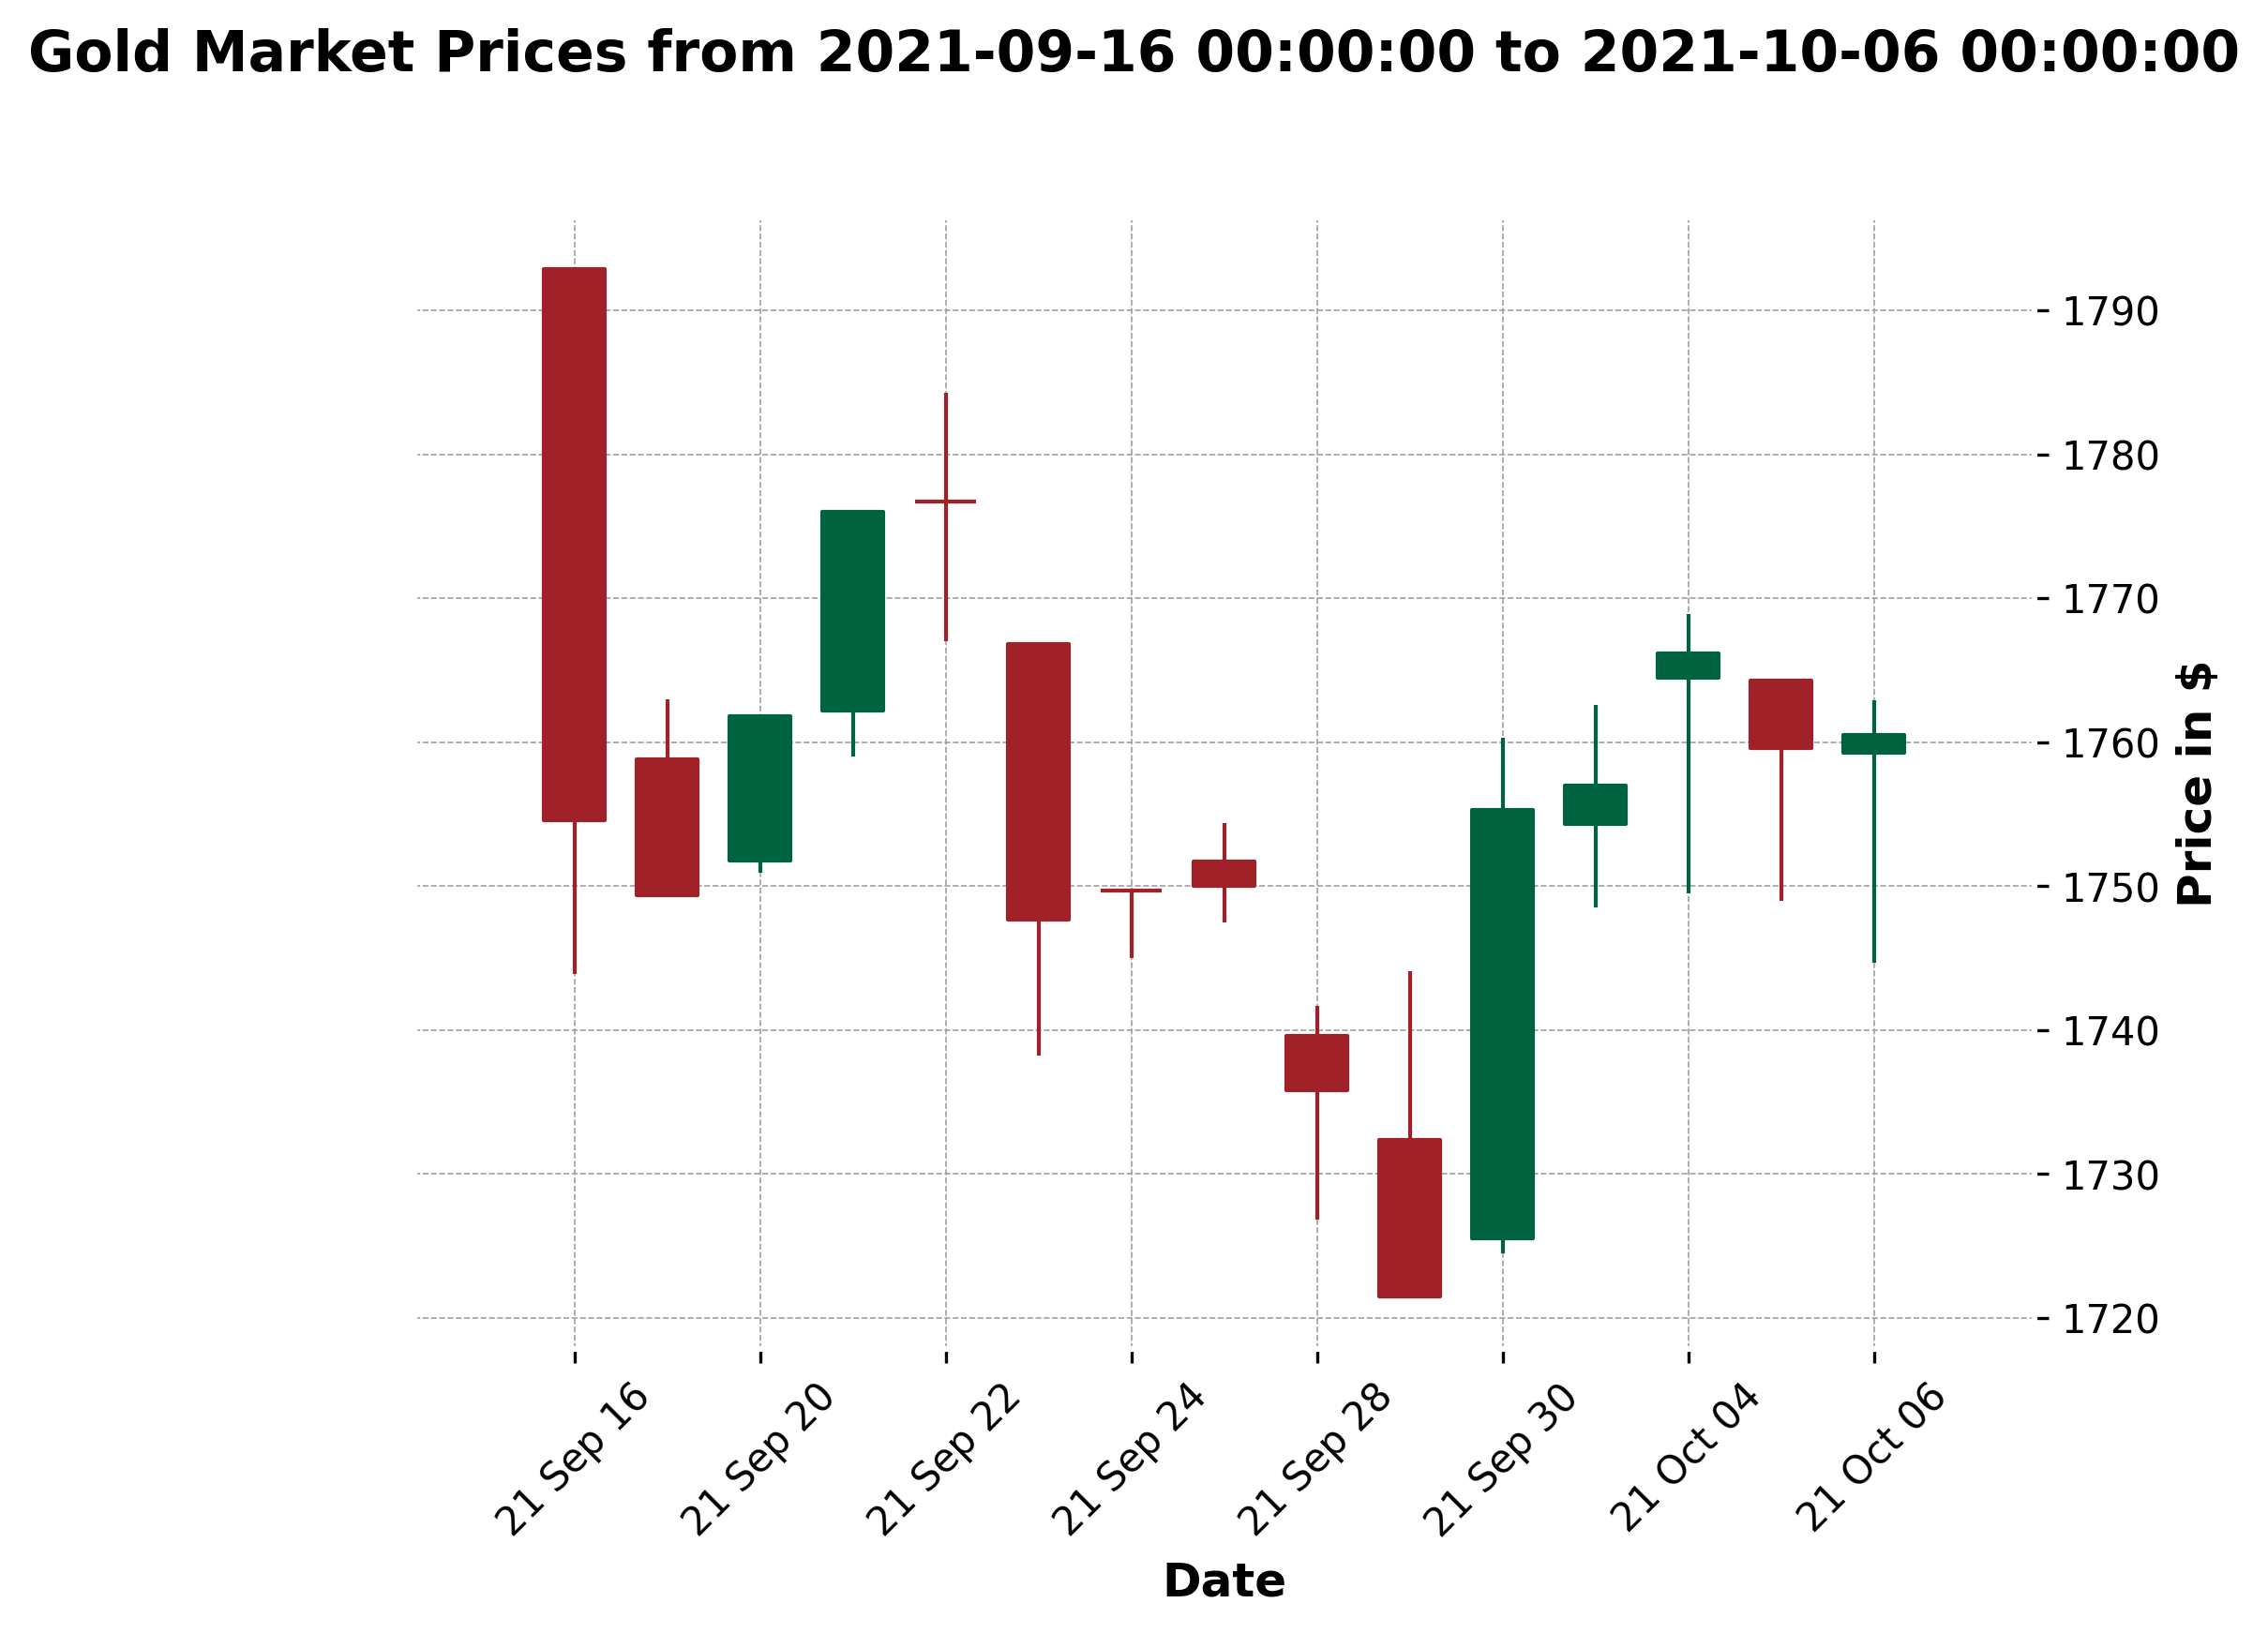 Gold Market Prices from 2021-09-16 00:00:00 to 2021-10-06 00:00:00
1790
1780
1770
1760
1750
1740
1730
1720
Price in $
21 Sep 16
21 Sep 20
21 Sep 22
21 Sep 24
21 Sep 28
21 Sep 30
21 Oct 04
21 Oct 06
Date